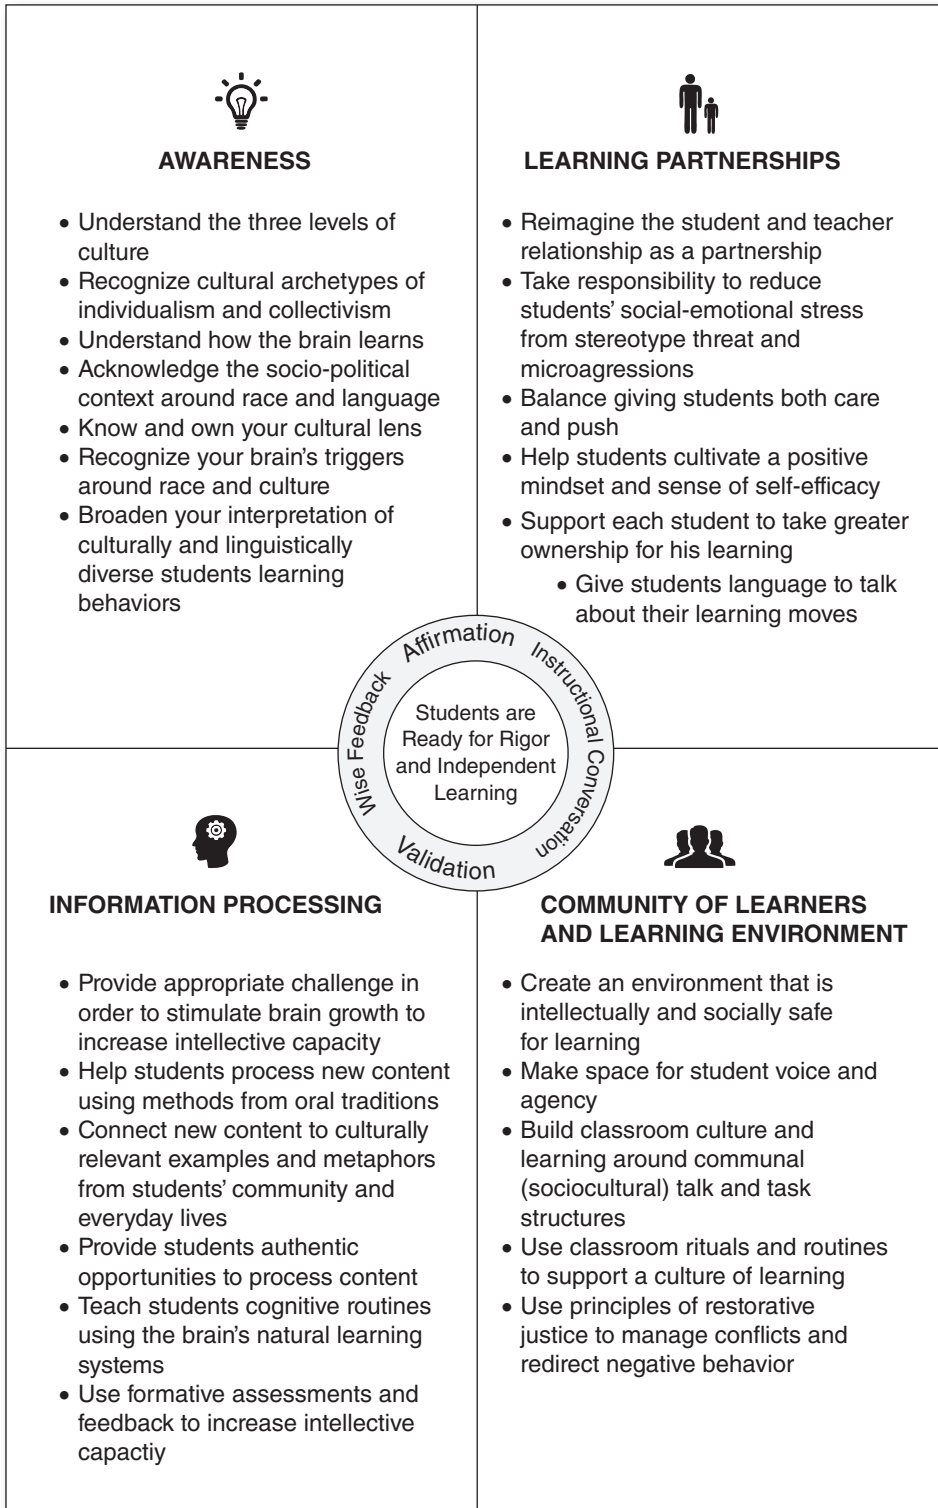 AWARENESS
• Understand the three levels of
culture
• Recognize cultural archetypes of
individualism and collectivism
• Understand how the brain learns
• Acknowledge the socio-political
context around race and language
• Know and own your cultural lens
• Recognize your brain's triggers
around race and culture
• Broaden your interpretation of
culturally and linguistically
diverse students learning
behaviors
LEARNING PARTNERSHIPS
• Reimagine the student and teacher
relationship as a partnership
• Take responsibility to reduce
students' social-emotional stress
from stereotype threat and
microagressions
• Balance giving students both care
and push
• Help students cultivate a positive
mindset and sense of self-efficacy
• Support each student to take greater
ownership for his learning
• Give students language to talk
about their learning moves
Affirmation
Instructional Conversation
Wise Feedback
Validation
Students are
Ready for Rigor
and Independent
Learning
INFORMATION PROCESSING
• Provide appropriate challenge in
order to stimulate brain growth to
increase intellective capacity
• Help students process new content
using methods from oral traditions
• Connect new content to culturally
relevant examples and metaphors
from students' community and
everyday lives
• Provide students authentic
opportunities to process content
• Teach students cognitive routines
using the brain's natural learning
systems
• Use formative assessments and
feedback to increase intellective
capactiy
COMMUNITY OF LEARNERS
AND LEARNING ENVIRONMENT
• Create an environment that is
intellectually and socially safe
for learning
• Make space for student voice and
agency
• Build classroom culture and
learning around communal
(sociocultural) talk and task
structures
• Use classroom rituals and routines
to support a culture of learning
• Use principles of restorative
justice to manage conflicts and
redirect negative behavior